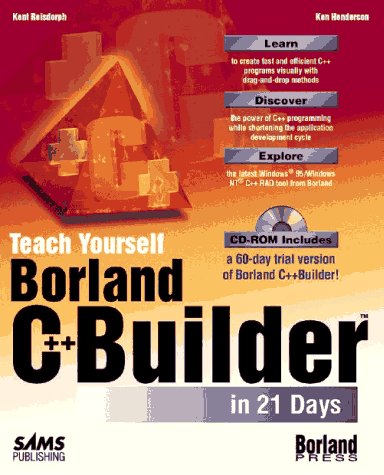 Kent Reisdorph
Ken Henderson
Learn
to create fast and efficient C++
programs visually with
drag-and-drop methods
Discover
the power of C++ programming
while shortening the application
development cycle
Explore
the latest Windows® 95/Windows
NT® C++ RAD tool from Borland
CD-ROM Includes
a 60-day trial version
of Borland C++Builder!
Teach Yourself
Borland
C++Builder™
in 21 Days
SAMS
PUBLISHING
Borland
PRESS